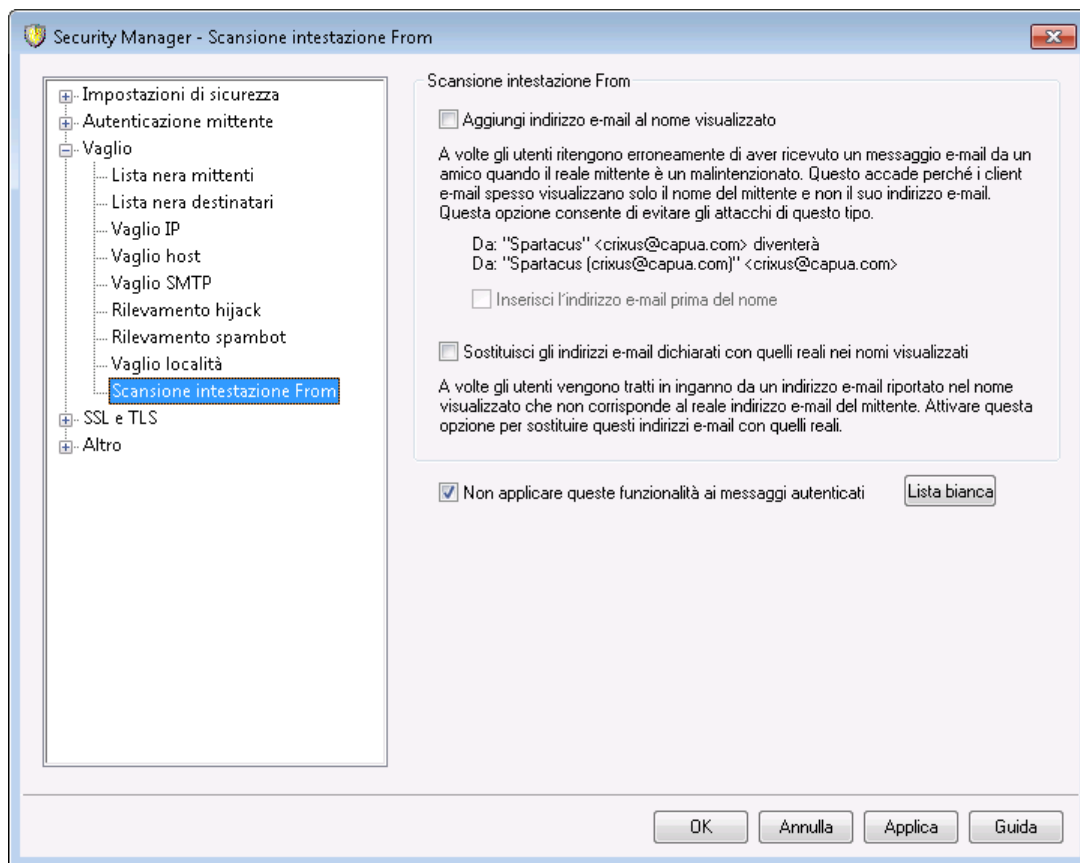 Security Manager - Scansione intestazione From
Impostazioni di sicurezza
Autenticazione mittente
Vaglio
Lista nera mittenti
Lista nera destinatari
Vaglio IP
Vaglio host
Vaglio SMTP
Rilevamento hijack
Rilevamento spambot
Vaglio località
Scansione intestazione From
SSL e TLS
Altro
Scansione intestazione From
Aggiungi indirizzo e-mail al nome visualizzato
A volte gli utenti ritengono erroneamente di aver ricevuto un messaggio e-mail da un
amico quando il reale mittente è un malintenzionato. Questo accade perché i client
e-mail spesso visualizzano solo il nome del mittente e non il suo indirizzo e-mail.
Questa opzione consente di evitare gli attacchi di questo tipo.
Da: "Spartacus" <crixus@capua.com> diventerà
Da: "Spartacus (crixus@capua.com)" <crixus@capua.com>
Inserisci l'indirizzo e-mail prima del nome
Sostituisci gli indirizzi e-mail dichiarati con quelli reali nei nomi visualizzati
A volte gli utenti vengono tratti in inganno da un indirizzo e-mail riportato nel nome
visualizzato che non corrisponde al reale indirizzo e-mail del mittente. Attivare questa
opzione per sostituire questi indirizzi e-mail con quelli reali.
Non applicare queste funzionalità ai messaggi autenticati
Lista bianca
OK
Annulla
Applica
Guida